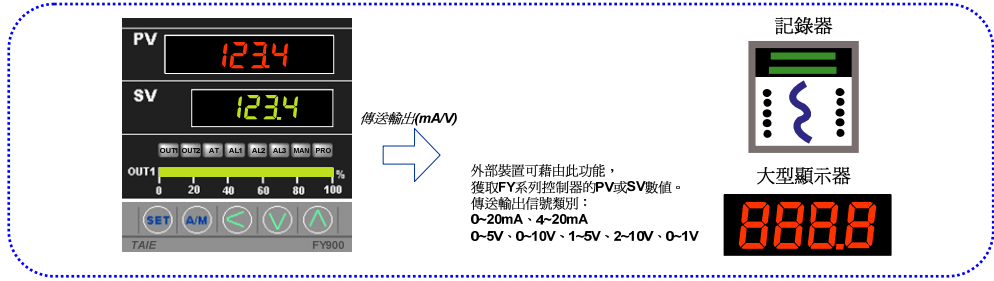 PV
123.4
SV
123.4
OUT1 OUT2 AT AL1 AL2 AL3 MAN PRO
OUT1
%
0 20 40 60 80 100
SET A/M
TAIE FY900
傳送輸出(mA/V)
外部裝置可藉由此功能，
獲取FY系列控制器的PV或SV數值。
傳送輸出信號類別：
0~20mA、4~20mA
0~5V、0~10V、1~5V、2~10V、0~1V
記錄器
大型顯示器
888.8